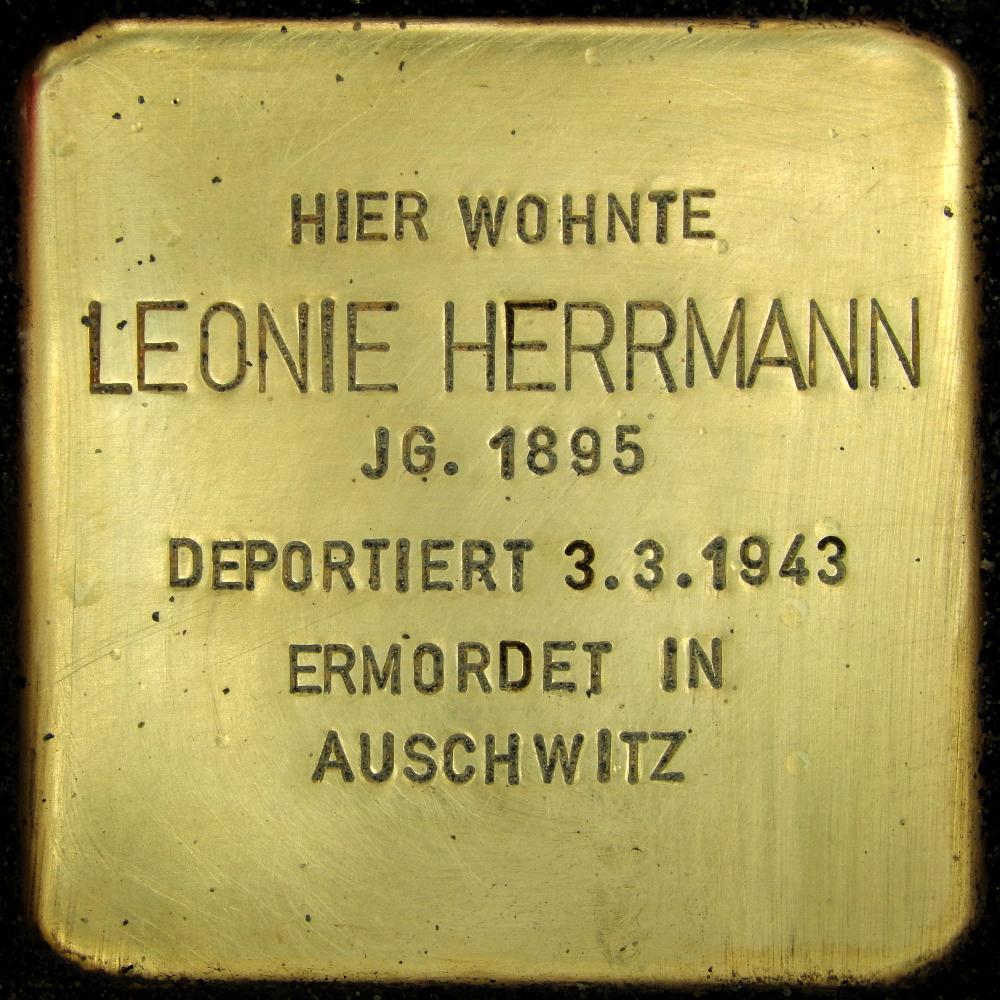 HIER WOHNTE
LEONIE HERRMANN
JG. 1895
DEPORTIERT 3.3.1943
ERMORDET IN
AUSCHWITZ